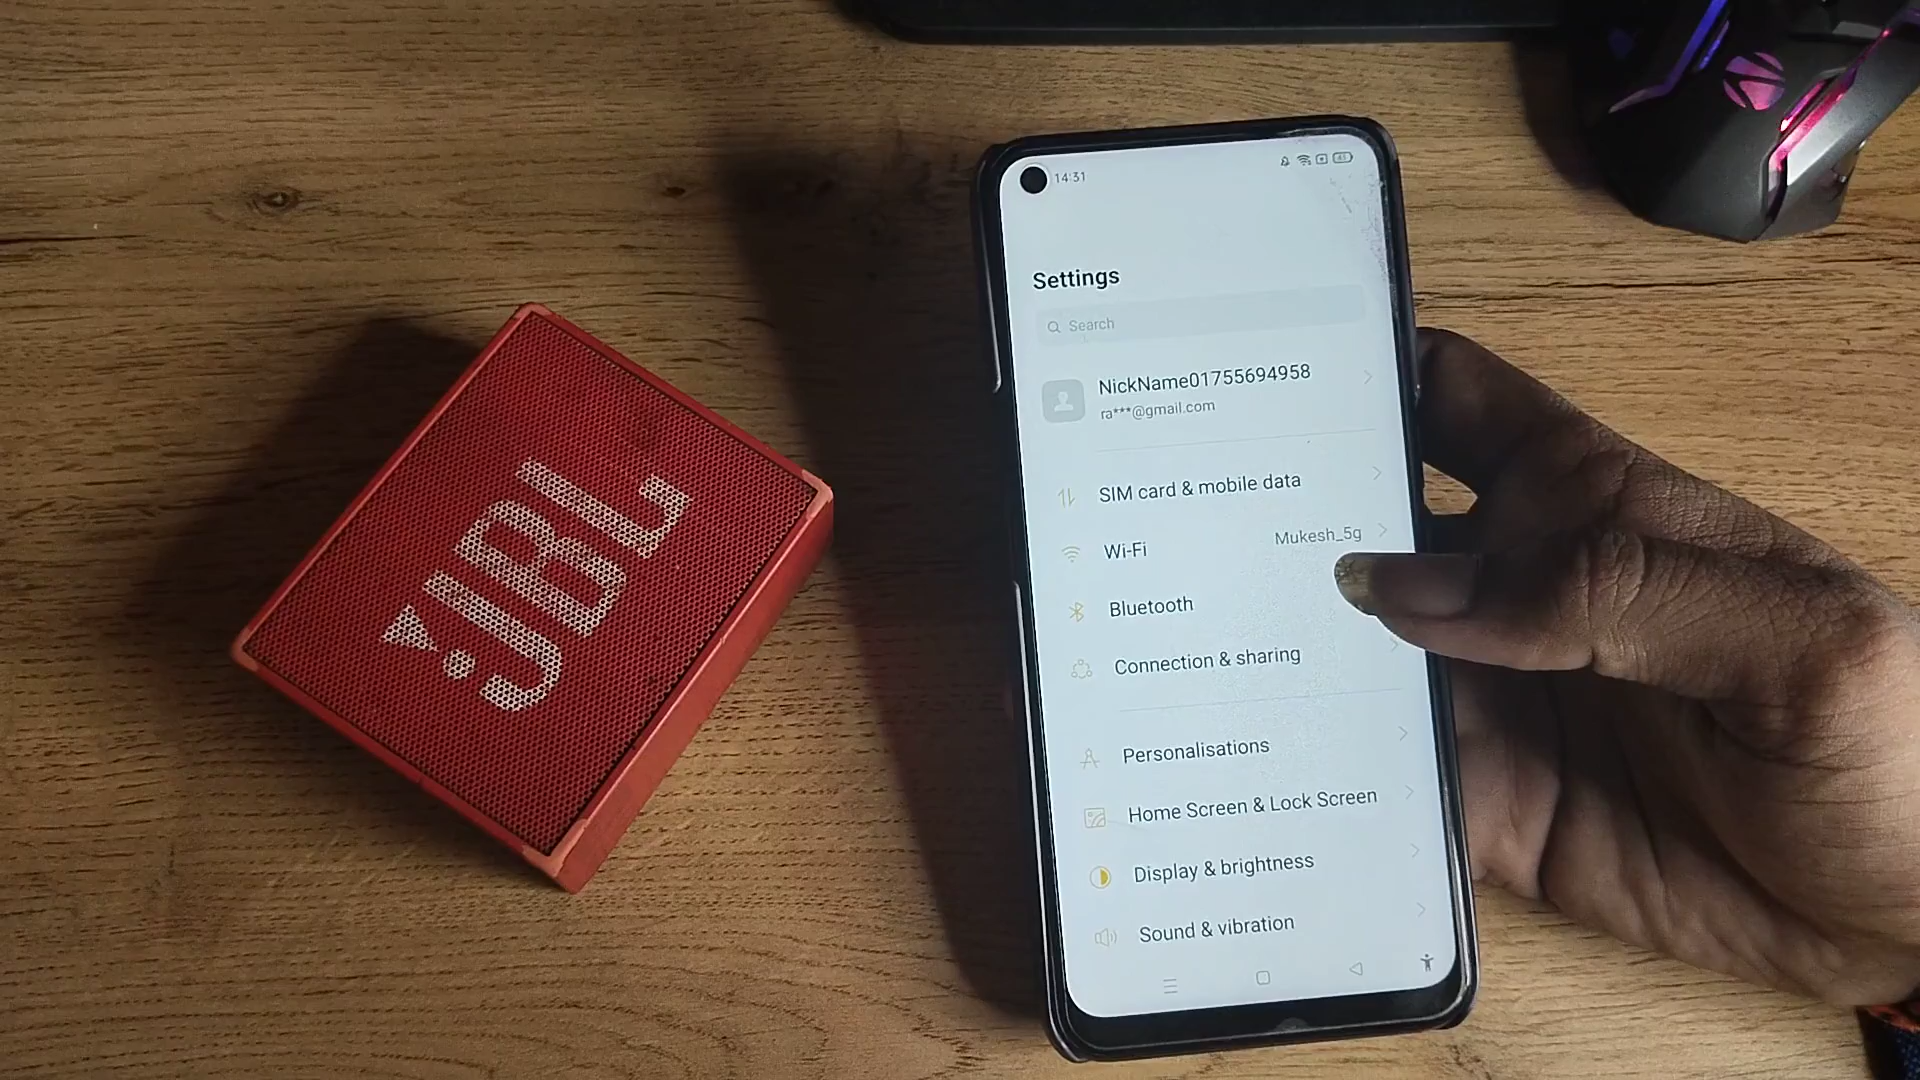 JBL
14:31
Settings
Search
NickName01755694958
ra***@gmail.com
SIM card & mobile data
Wi-Fi
Mukesh_5g
Bluetooth
Connection & sharing
Personalisations
Home Screen & Lock Screen
Display & brightness
Sound & vibration